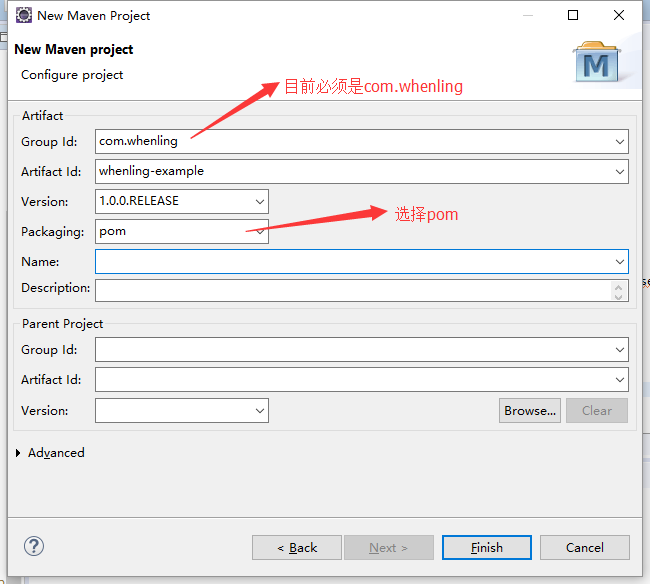 New Maven Project
New Maven project
Configure project
M
目前必须是com.whenling
Artifact
Group Id: com.whenling
Artifact Id: whenling-example
Version: 1.0.0.RELEASE
选择pom
Packaging: pom
Name:
Description:
Parent Project
Group Id:
Artifact Id:
Version: Browse... Clear
Advanced
? < Back Next > Finish Cancel